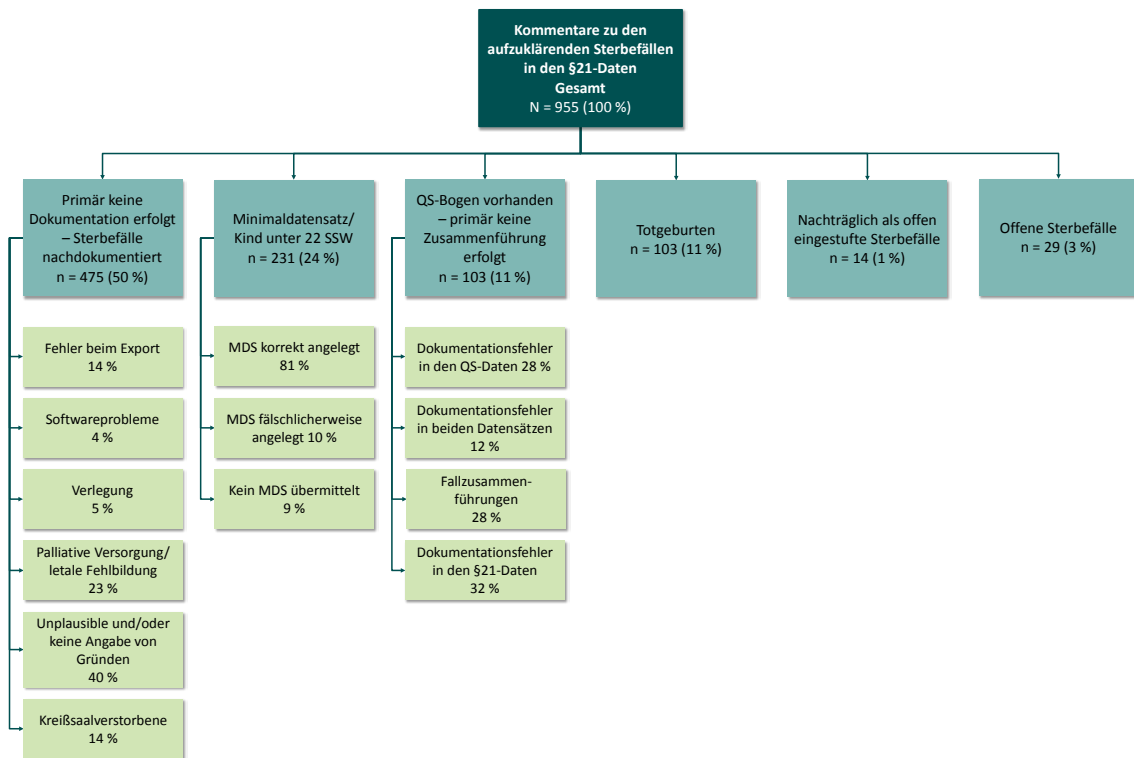 Kommentare zu den
aufzuklärenden Sterbefällen
in den §21-Daten
Gesamt
N = 955 (100 %)
Primär keine
Dokumentation erfolgt
– Sterbefälle
nachdokumentiert
n = 475 (50 %)
Minimaldatensatz/
Kind unter 22 SSW
n = 231 (24 %)
QS-Bogen vorhanden
– primär keine
Zusammenführung
erfolgt
n = 103 (11 %)
Totgeburten
n = 103 (11 %)
Nachträglich als offen
eingestufte Sterbefälle
n = 14 (1 %)
Offene Sterbefälle
n = 29 (3 %)
Fehler beim Export
14 %
Softwareprobleme
4 %
Verlegung
5 %
Palliative Versorgung/
letale Fehlbildung
23 %
Unplausible und/oder
keine Angabe von
Gründen
40 %
Kreißsaalverstorbene
14 %
MDS korrekt angelegt
81 %
MDS fälschlicherweise
angelegt 10 %
Kein MDS übermittelt
9 %
Dokumentationsfehler
in den QS-Daten 28 %
Dokumentationsfehler
in beiden Datensätzen
12 %
Fallzusammen-
führungen
28 %
Dokumentationsfehler
in den §21-Daten
32 %